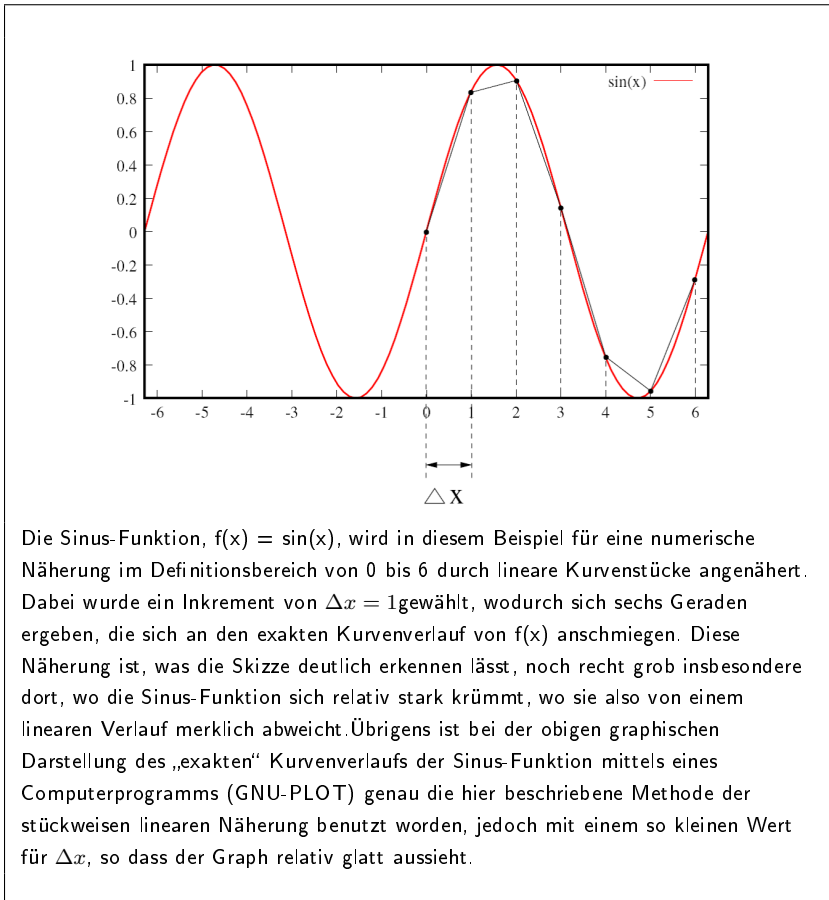 1
sin(x)
0.8
0.6
0.4
0.2
0
-0.2
-0.4
-0.6
-0.8
-1
-6 -5 -4 -3 -2 -1 0 1 2 3 4 5 6
△ X
Die Sinus-Funktion, f(x) = sin(x), wird in diesem Beispiel für eine numerische
Näherung im Definitionsbereich von 0 bis 6 durch lineare Kurvenstücke angenähert.
Dabei wurde ein Inkrement von Δx = 1gewählt, wodurch sich sechs Geraden
ergeben, die sich an den exakten Kurvenverlauf von f(x) anschmiegen. Diese
Näherung ist, was die Skizze deutlich erkennen lässt, noch recht grob insbesondere
dort, wo die Sinus-Funktion sich relativ stark krümmt, wo sie also von einem
linearen Verlauf merklich abweicht.Übrigens ist bei der obigen graphischen
Darstellung des „exakten“ Kurvenverlaufs der Sinus-Funktion mittels eines
Computerprogramms (GNU-PLOT) genau die hier beschriebene Methode der
stückweisen linearen Näherung benutzt worden, jedoch mit einem so kleinen Wert
für Δx, so dass der Graph relativ glatt aussieht.